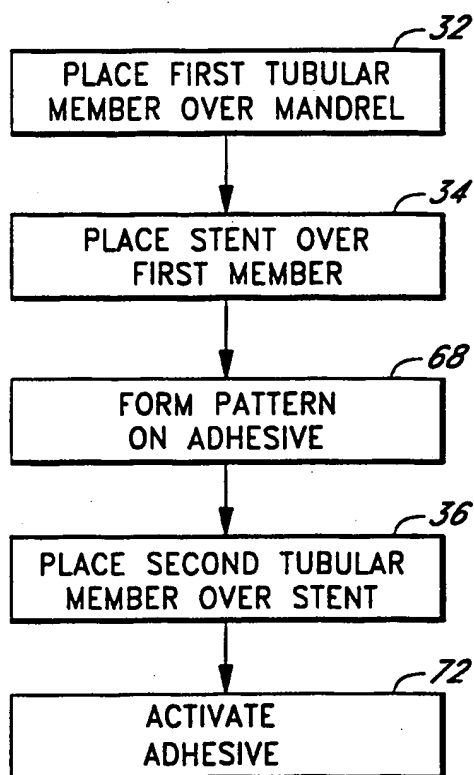 32
PLACE FIRST TUBULAR
MEMBER OVER MANDREL
34
PLACE STENT OVER
FIRST MEMBER
68
FORM PATTERN
ON ADHESIVE
36
PLACE SECOND TUBULAR
MEMBER OVER STENT
72
ACTIVATE
ADHESIVE